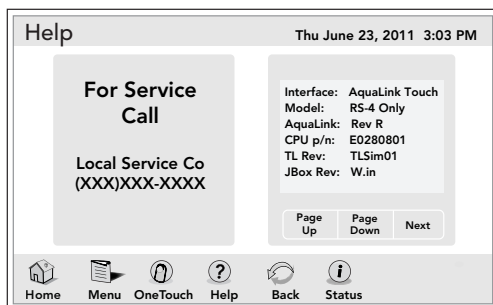 Help
Thu June 23, 2011 3:03 PM
For Service
Call
Local Service Co
(XXX)XXX-XXXX
Interface: AquaLink Touch
Model: RS-4 Only
AquaLink: Rev R
CPU p/n: E0280801
TL Rev: TLSim01
JBox Rev: W.in
Page Up
Page Down
Next
Home
Menu
OneTouch
Help
Back
Status